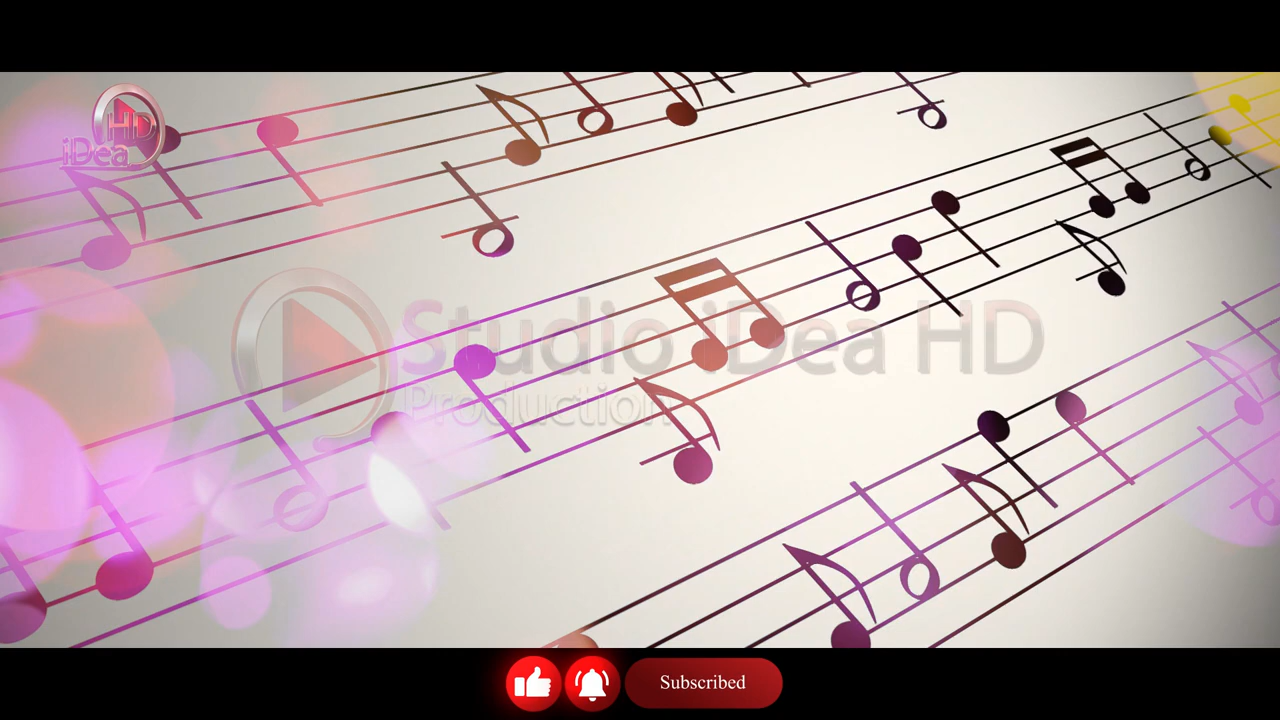 HD
iDea
Studio iDea HD
Production
Subscribed